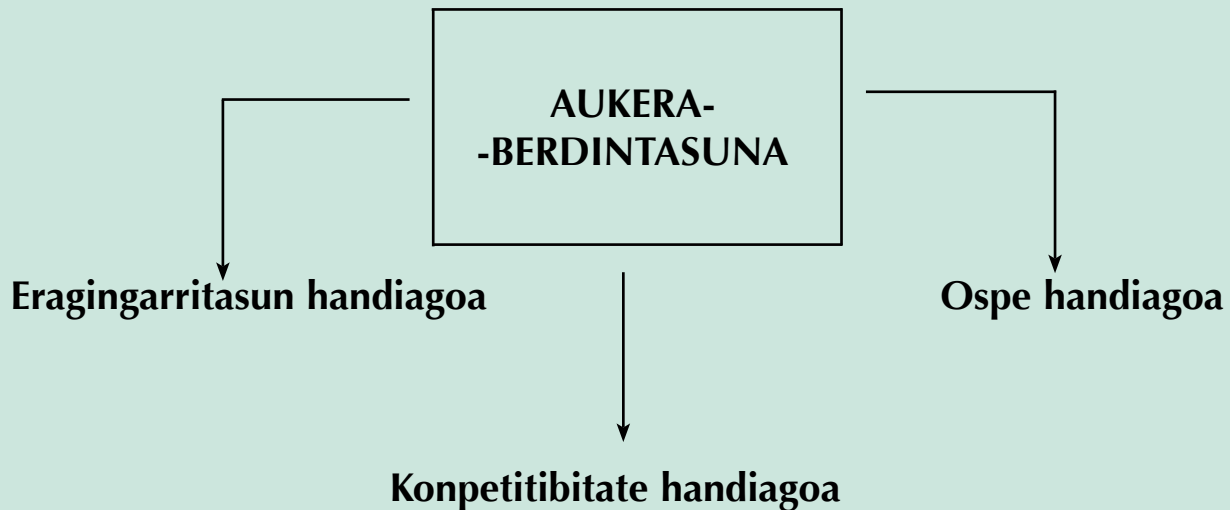 AUKERA-
-BERDINTASUNA
Eragingarritasun handiagoa
Ospe handiagoa
Konpetitibitate handiagoa